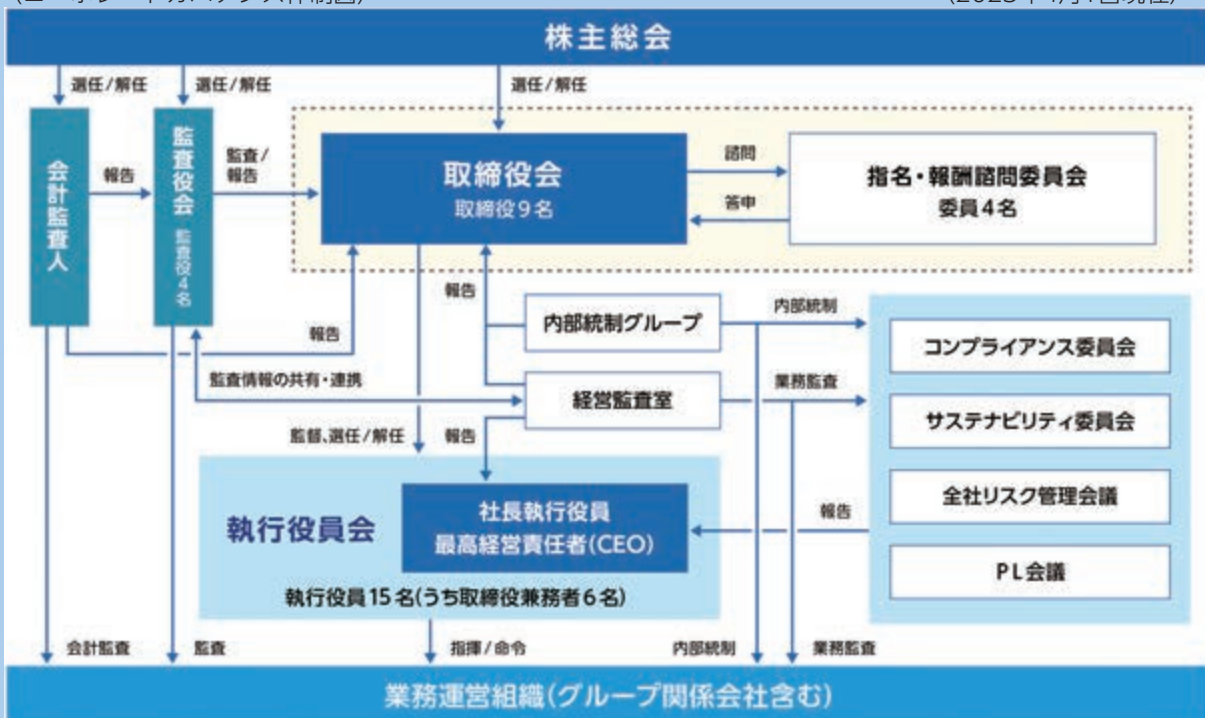 株主総会
選任/解任
選任/解任
選任/解任
会計監査人
報告
監査役会 監査役4名
監査/
報告
取締役会
取締役9名
諮問
答申
指名・報酬諮問委員会
委員4名
報告
報告
内部統制グループ
内部統制
監査情報の共有・連携
経営監査室
業務監査
コンプライアンス委員会
サステナビリティ委員会
全社リスク管理会議
PL会議
監督、選任/解任
報告
執行役員会
社長執行役員
最高経営責任者(CEO)
報告
執行役員15名(うち取締役兼務者6名)
会計監査
監査
指揮/命令
内部統制
業務監査
業務運営組織(グループ関係会社含む)